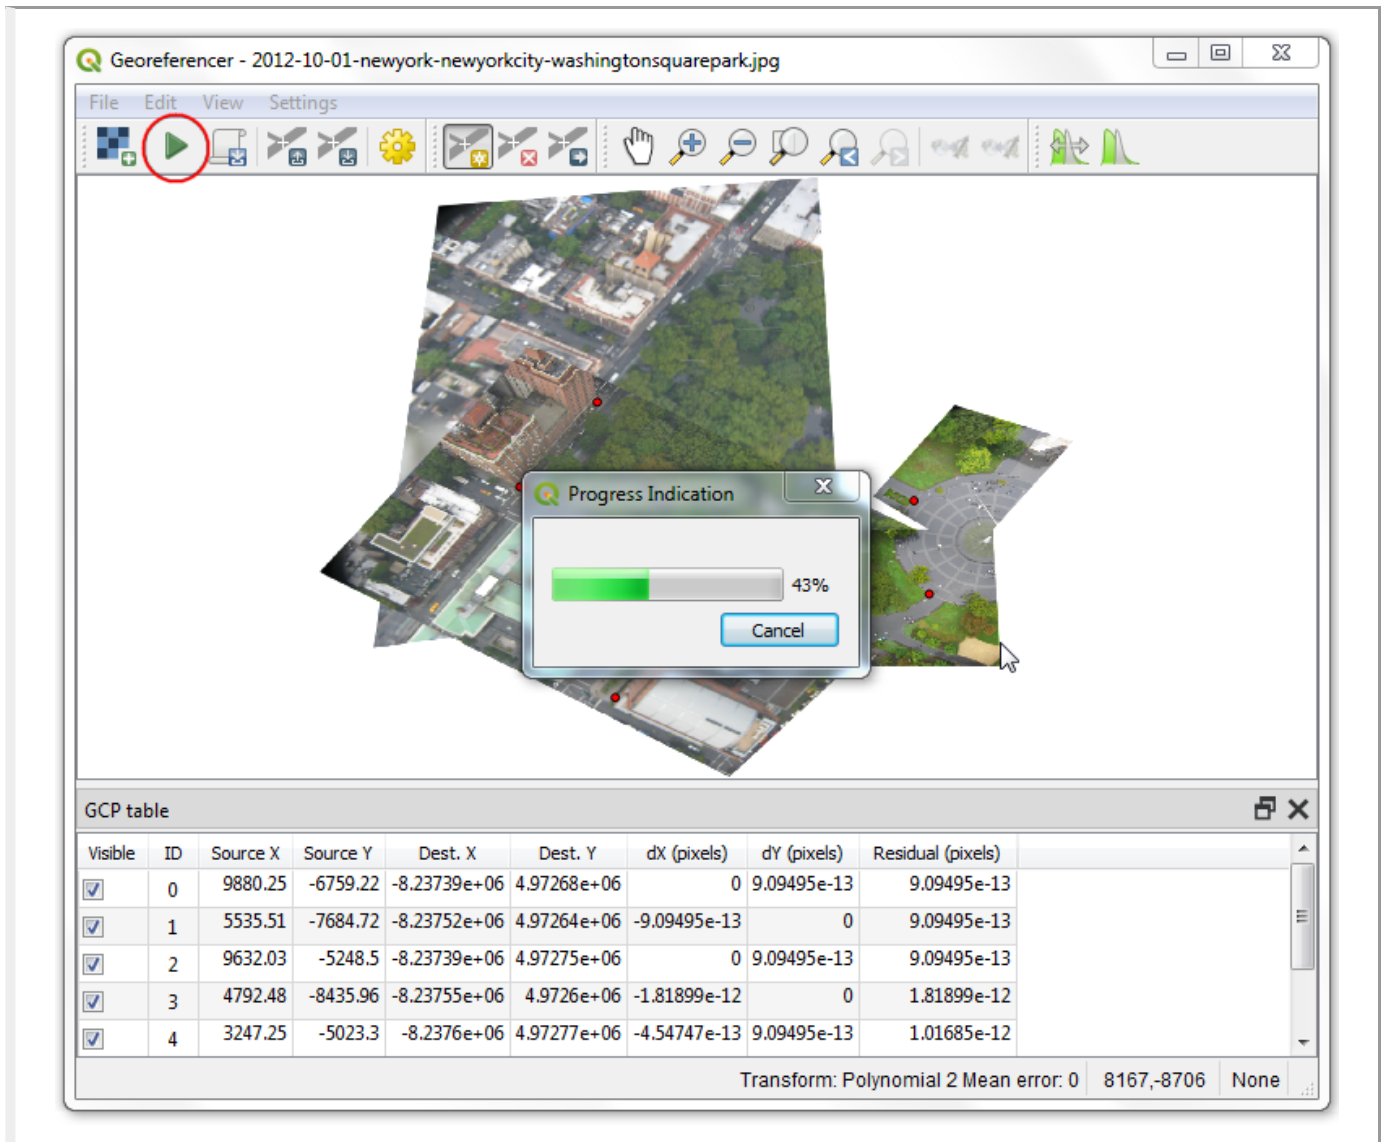 Georeferencer - 2012-10-01-newyork-newyorkcity-washingtonsquarepark.jpg
File Edit View Settings
Progress Indication
43%
Cancel
GCP table
Visible ID Source X Source Y Dest. X Dest. Y dX (pixels) dY (pixels) Residual (pixels)
0 9880.25 -6759.22 -8.23739e+06 4.97268e+06 0 9.09495e-13 9.09495e-13
1 5535.51 -7684.72 -8.23752e+06 4.97264e+06 -9.09495e-13 0 9.09495e-13
2 9632.03 -5248.5 -8.23739e+06 4.97275e+06 0 9.09495e-13 9.09495e-13
3 4792.48 -8435.96 -8.23755e+06 4.9726e+06 -1.81899e-12 0 1.81899e-12
4 3247.25 -5023.3 -8.2376e+06 4.97277e+06 -4.54747e-13 9.09495e-13 1.01685e-12
Transform: Polynomial 2 Mean error: 0 8167,-8706 None